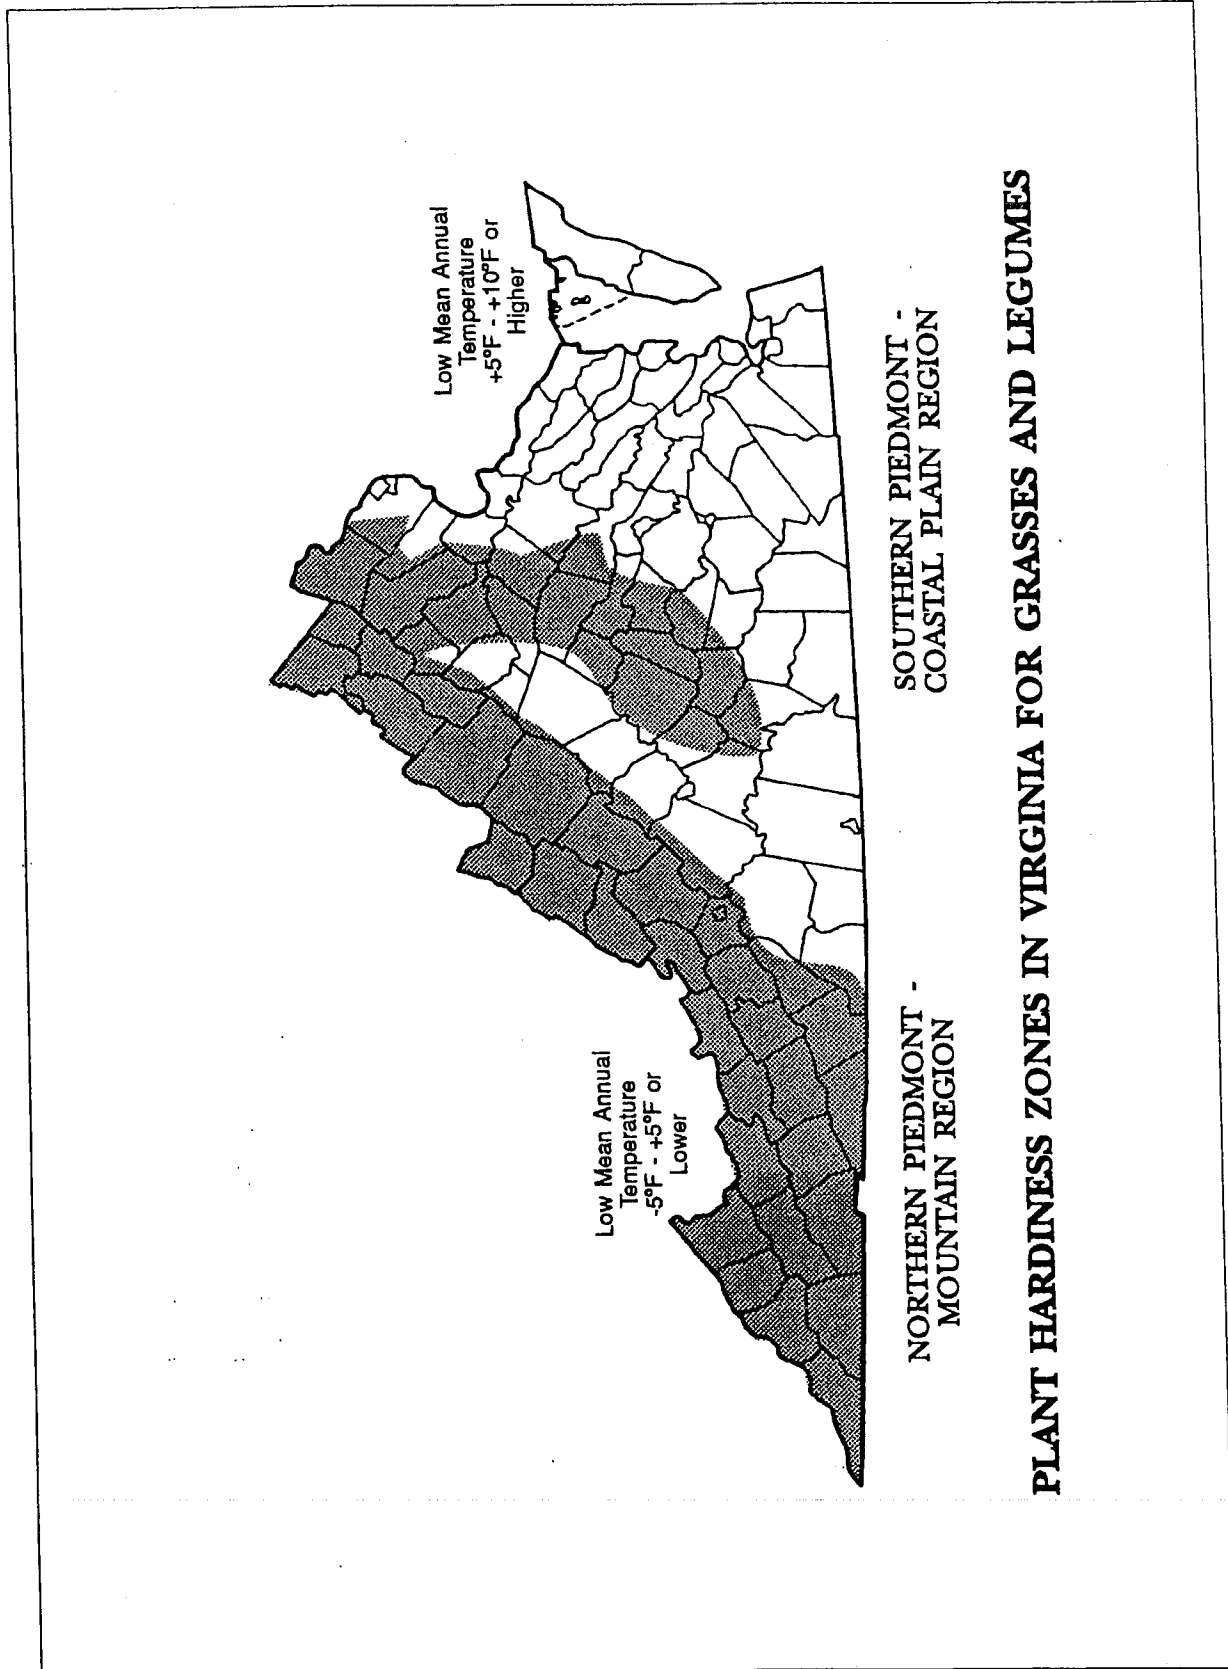 Low Mean Annual
Temperature
+5°F - +10°F or
Higher
Low Mean Annual
Temperature
-5°F - +5°F or
Lower
NORTHERN PIEDMONT -
MOUNTAIN REGION
SOUTHERN PIEDMONT -
COASTAL PLAIN REGION
PLANT HARDINESS ZONES IN VIRGINIA FOR GRASSES AND LEGUMES